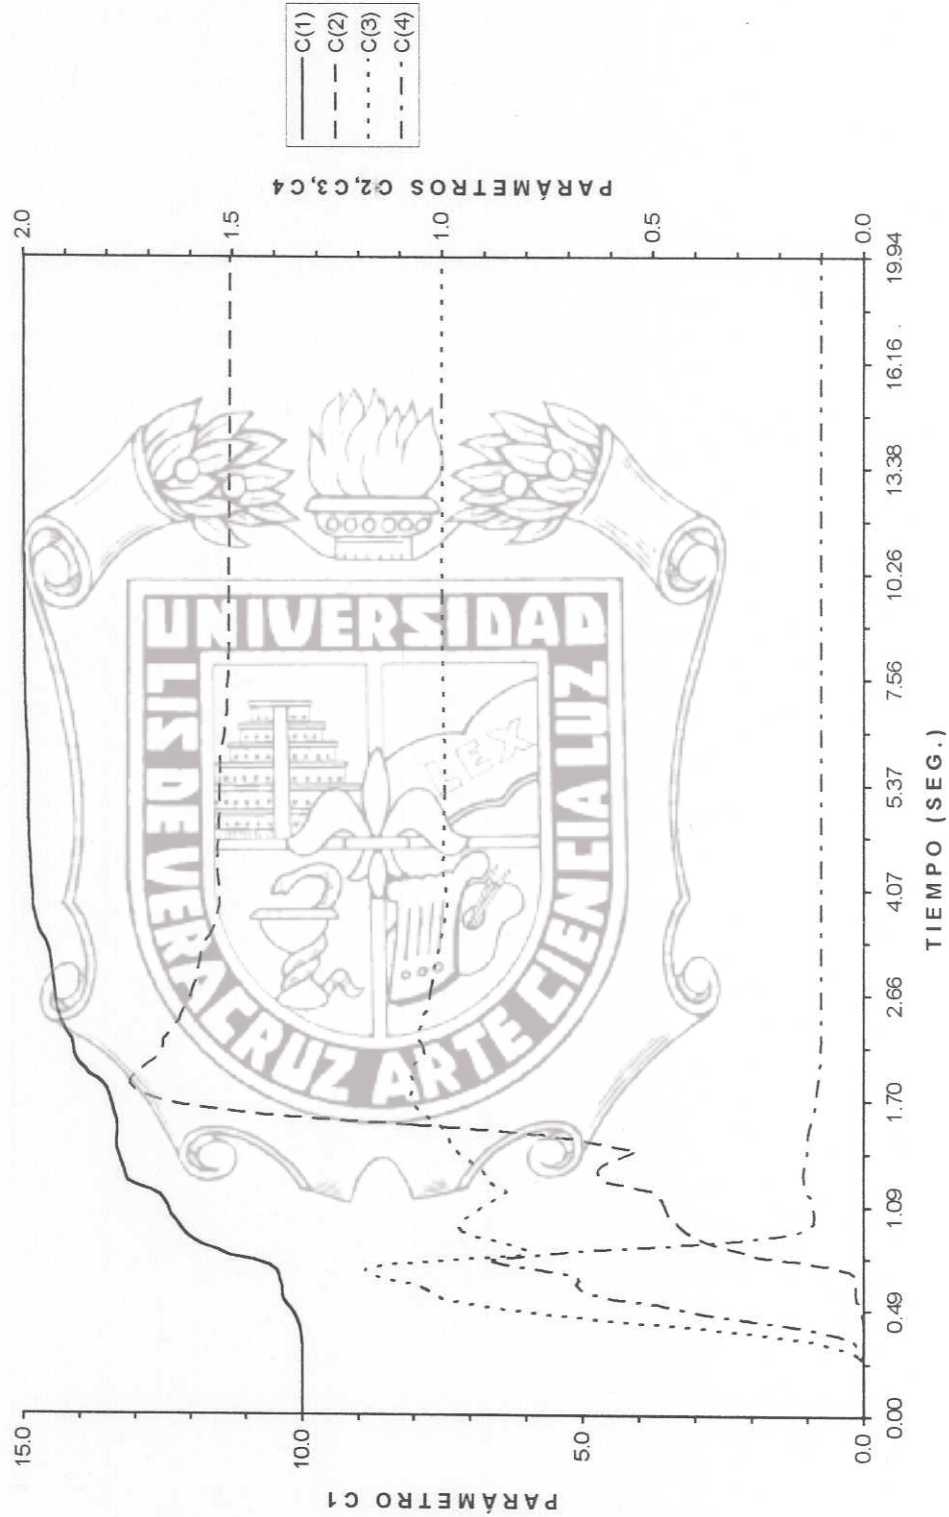 PARÁMETRO C1
15.0
10.0
5.0
0.0
PARÁMETROS C2,C3,C4
2.0
1.5
1.0
0.5
0.0
0.00
0.49
1.09
1.70
2.66
4.07
5.37
7.56
10.26
13.38
16.16
19.94
TIEMPO (SEG.)
C(1)
C(2)
C(3)
C(4)
UNIVERSIDAD
LIS DE VERACRUZ ARTE CIENCIA LUZ
LEX